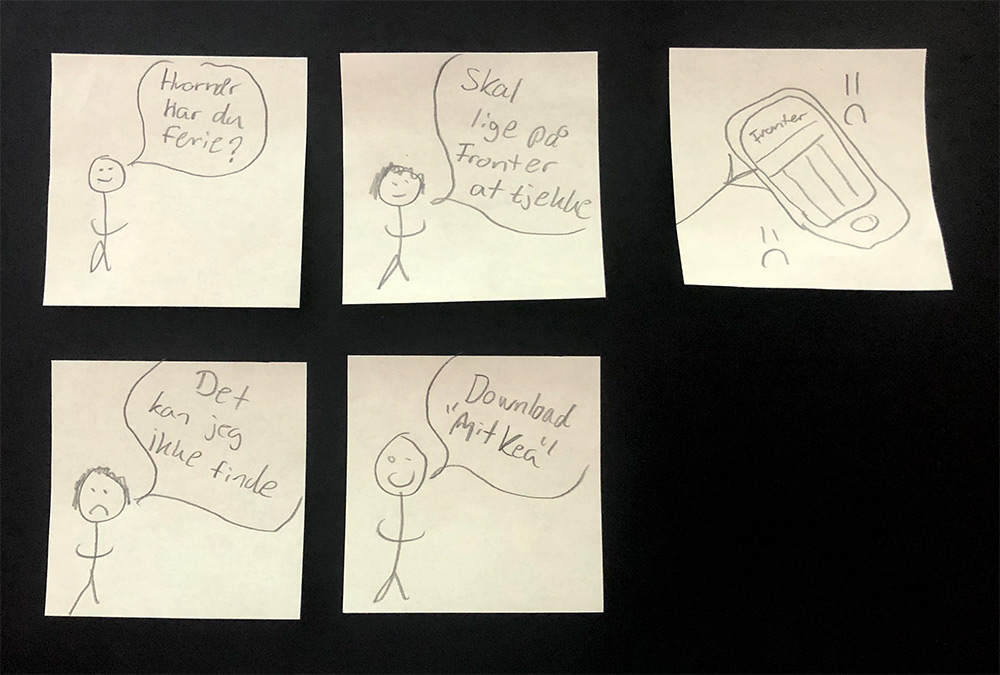 Hvornår
har du
ferie?
Skal
lige på
Fronter
at tjekke
Fronter
Det
kan jeg
ikke finde
Download
"Mit Kea"